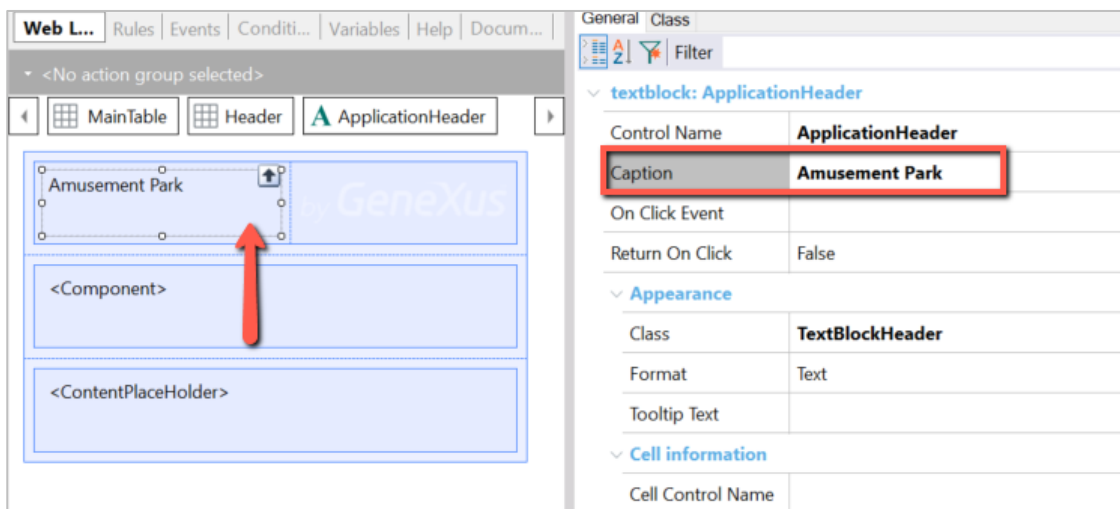 Web L... Rules Events Conditi... Variables Help Docum...
<No action group selected>
MainTable Header A ApplicationHeader
Amusement Park
by GeneXus
<Component>
<ContentPlaceHolder>
General Class
Filter
textblock: ApplicationHeader
Control Name ApplicationHeader
Caption Amusement Park
On Click Event
Return On Click False
Appearance
Class TextBlockHeader
Format Text
Tooltip Text
Cell information
Cell Control Name